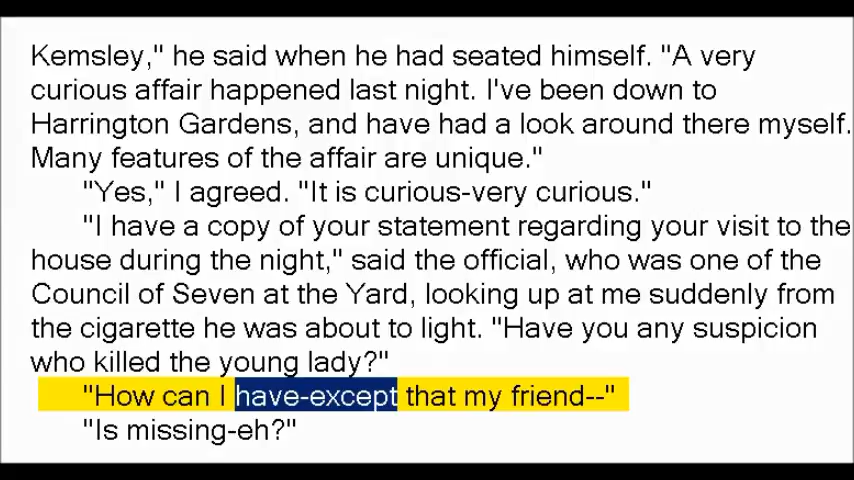 Kemsley," he said when he had seated himself. "A very
curious affair happened last night. I've been down to
Harrington Gardens, and have had a look around there myself.
Many features of the affair are unique."
"Yes," I agreed. "It is curious-very curious."
"I have a copy of your statement regarding your visit to the
house during the night," said the official, who was one of the
Council of Seven at the Yard, looking up at me suddenly from
the cigarette he was about to light. "Have you any suspicion
who killed the young lady?"
"How can I have-except that my friend--"
"Is missing-eh?"